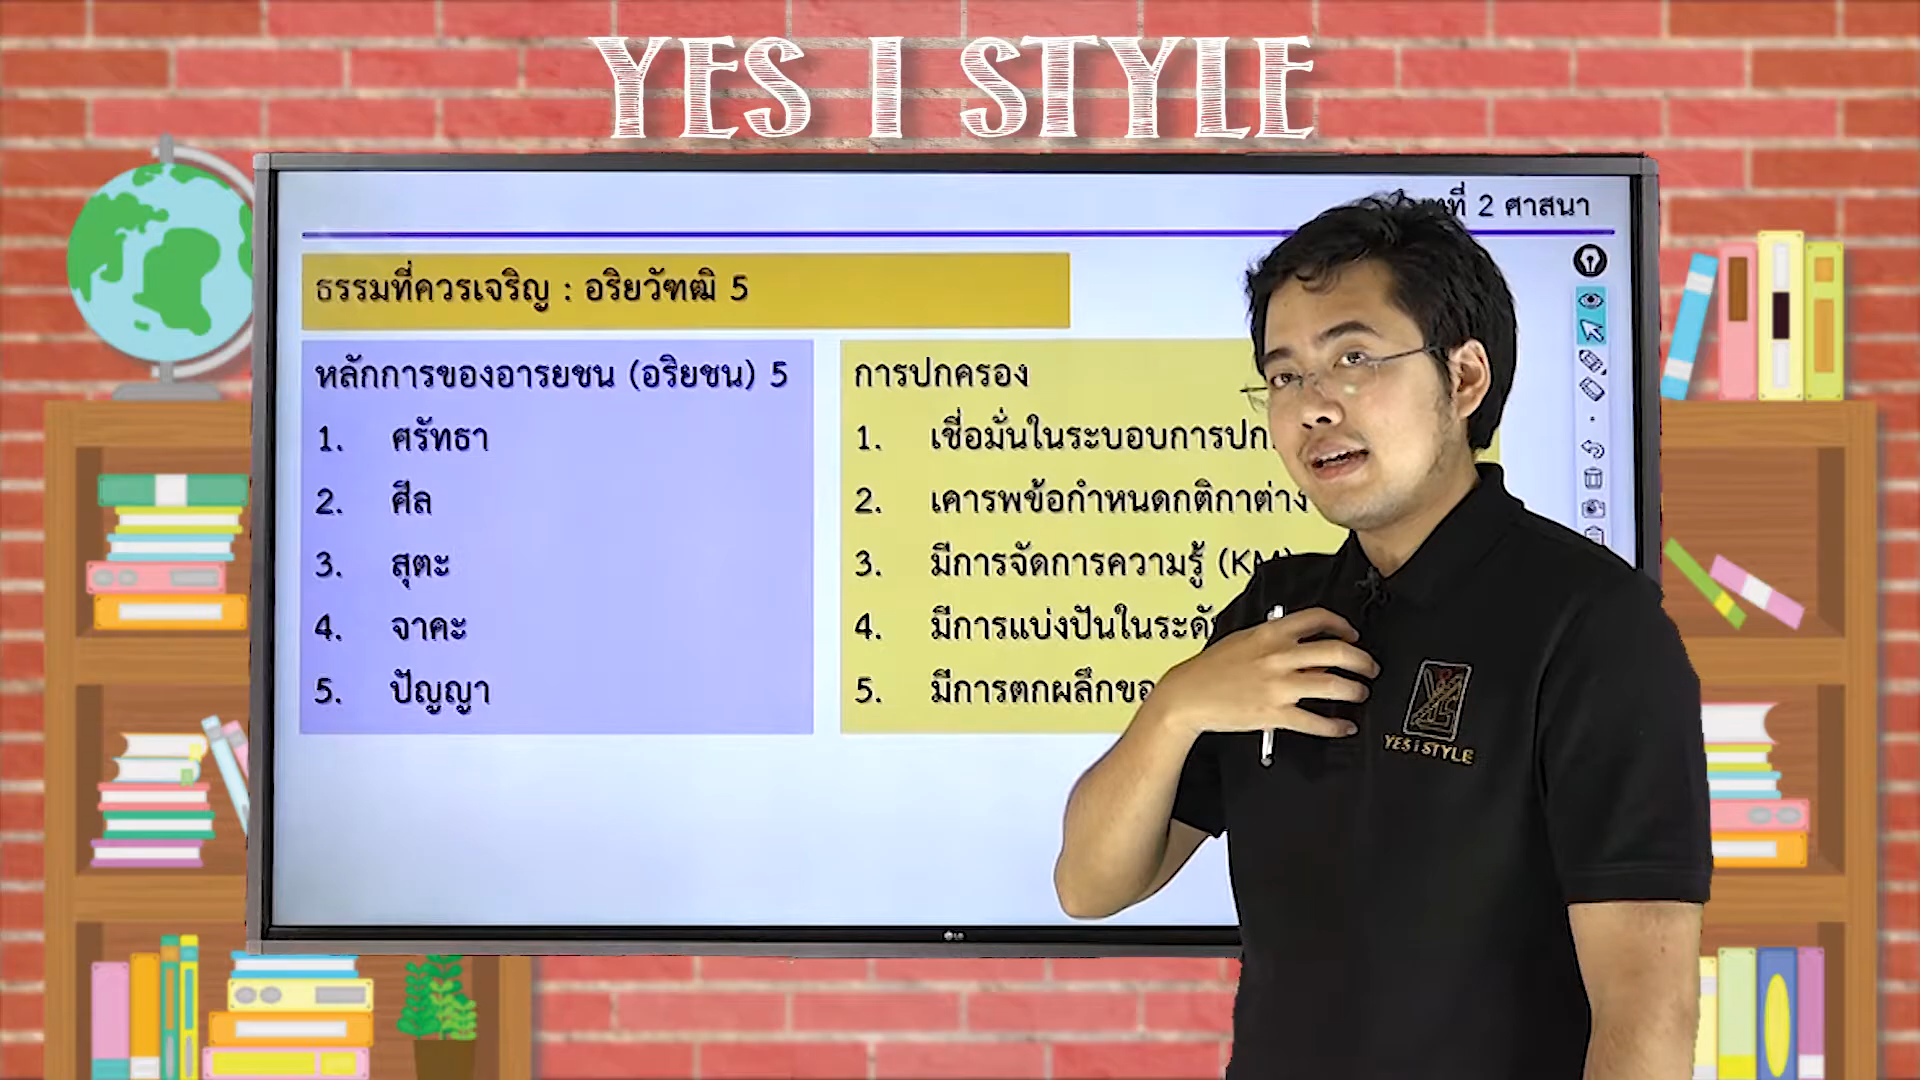 YES I STYLE
ที่ 2 ศาสนา
ธรรมที่ควรเจริญ : อริยวัฑฒิ 5
หลักการของอารยชน (อริยชน) 5
1. ศรัทธา
2. ศีล
3. สุตะ
4. จาคะ
5. ปัญญา
การปกครอง
1. เชื่อมั่นในระบอบการปก
2. เคารพข้อกำหนดกติกาต่าง
3. มีการจัดการความรู้ (KM)
4. มีการแบ่งปันในระดับ
5. มีการตกผลึกขอ
YES i STYLE
LG